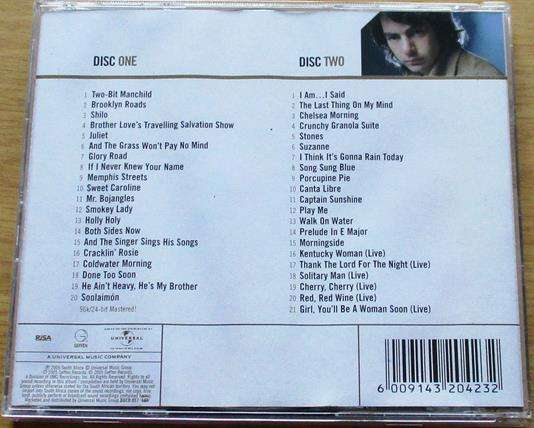 DISC ONE
1 Two-Bit Manchild
2 Brooklyn Roads
3 Shilo
4 Brother Love's Travelling Salvation Show
5 Juliet
6 And The Grass Won't Pay No Mind
7 Glory Road
8 If I Never Knew Your Name
9 Memphis Streets
10 Sweet Caroline
11 Mr. Bojangles
12 Smokey Lady
13 Holly Holy
14 Both Sides Now
15 And The Singer Sings His Songs
16 Cracklin' Rosie
17 Coldwater Morning
18 Done Too Soon
19 He Ain't Heavy, He's My Brother
20 Soolaimón
96k/24-bit Mastered!
DISC TWO
1 I Am...I Said
2 The Last Thing On My Mind
3 Chelsea Morning
4 Crunchy Granola Suite
5 Stones
6 Suzanne
7 I Think It's Gonna Rain Today
8 Song Sung Blue
9 Porcupine Pie
10 Canta Libre
11 Captain Sunshine
12 Play Me
13 Walk On Water
14 Prelude In E Major
15 Morningside
16 Kentucky Woman (Live)
17 Thank The Lord For The Night (Live)
18 Solitary Man (Live)
19 Cherry, Cherry (Live)
20 Red, Red Wine (Live)
21 Girl, You'll Be A Woman Soon (Live)
RiSA
GEFFEN
UNIVERSAL
A UNIVERSAL MUSIC COMPANY
6 009143 204232